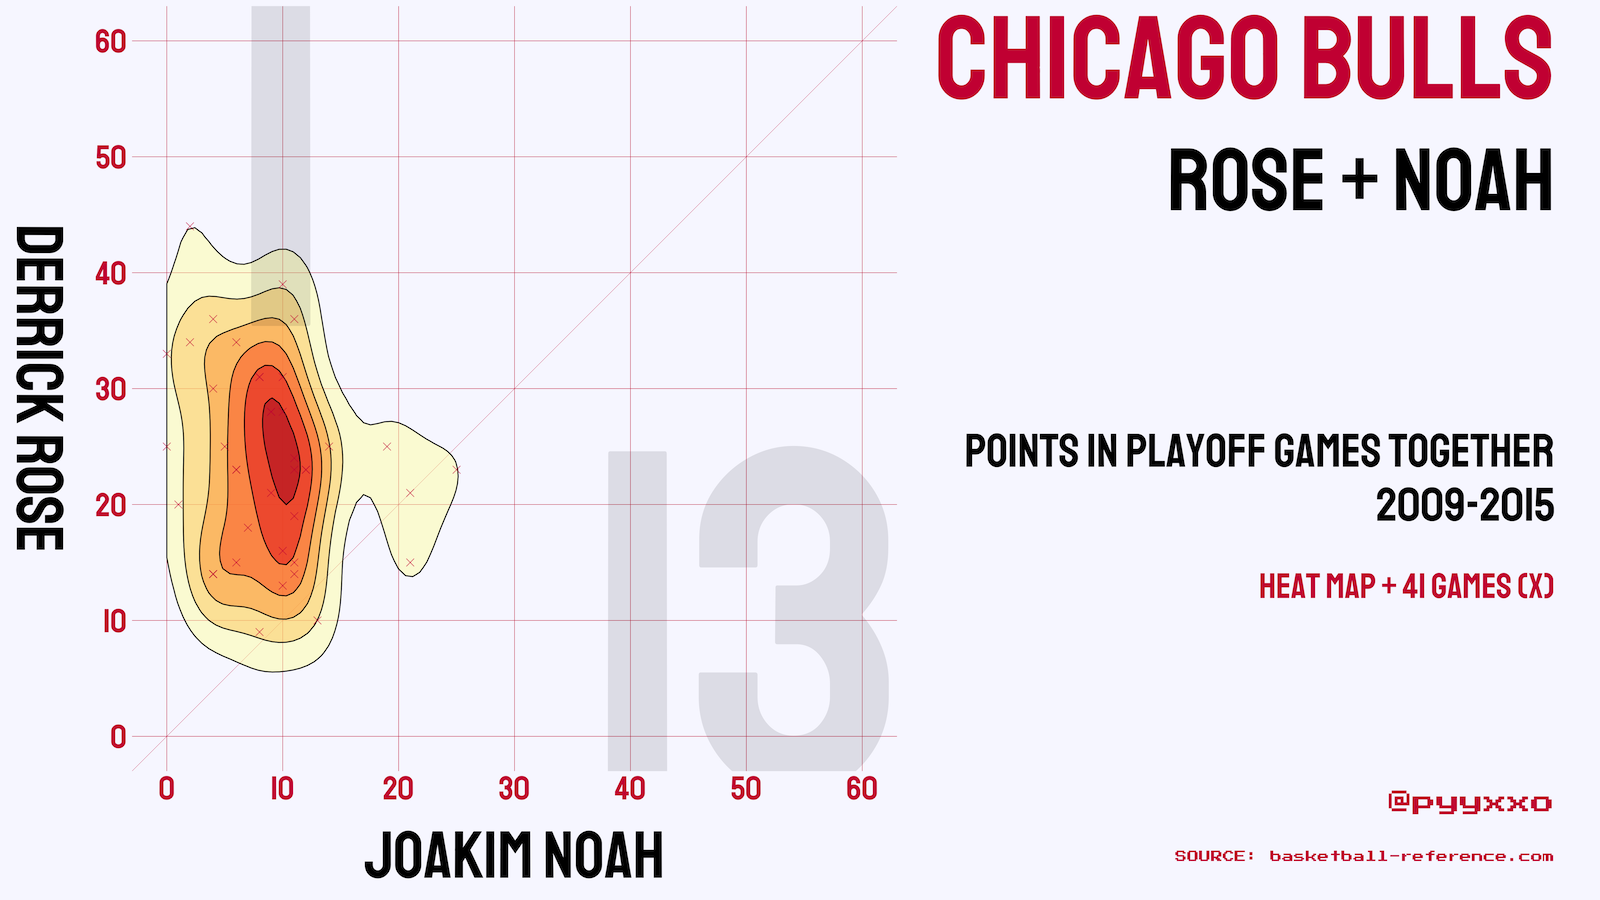 CHICAGO BULLS
ROSE + NOAH
POINTS IN PLAYOFF GAMES TOGETHER
2009-2015
HEAT MAP + 41 GAMES (X)
@pyyxxo
SOURCE: basketball-reference.com
DERRICK ROSE
60
50
40
30
20
10
0
1
13
0 10 20 30 40 50 60
JOAKIM NOAH